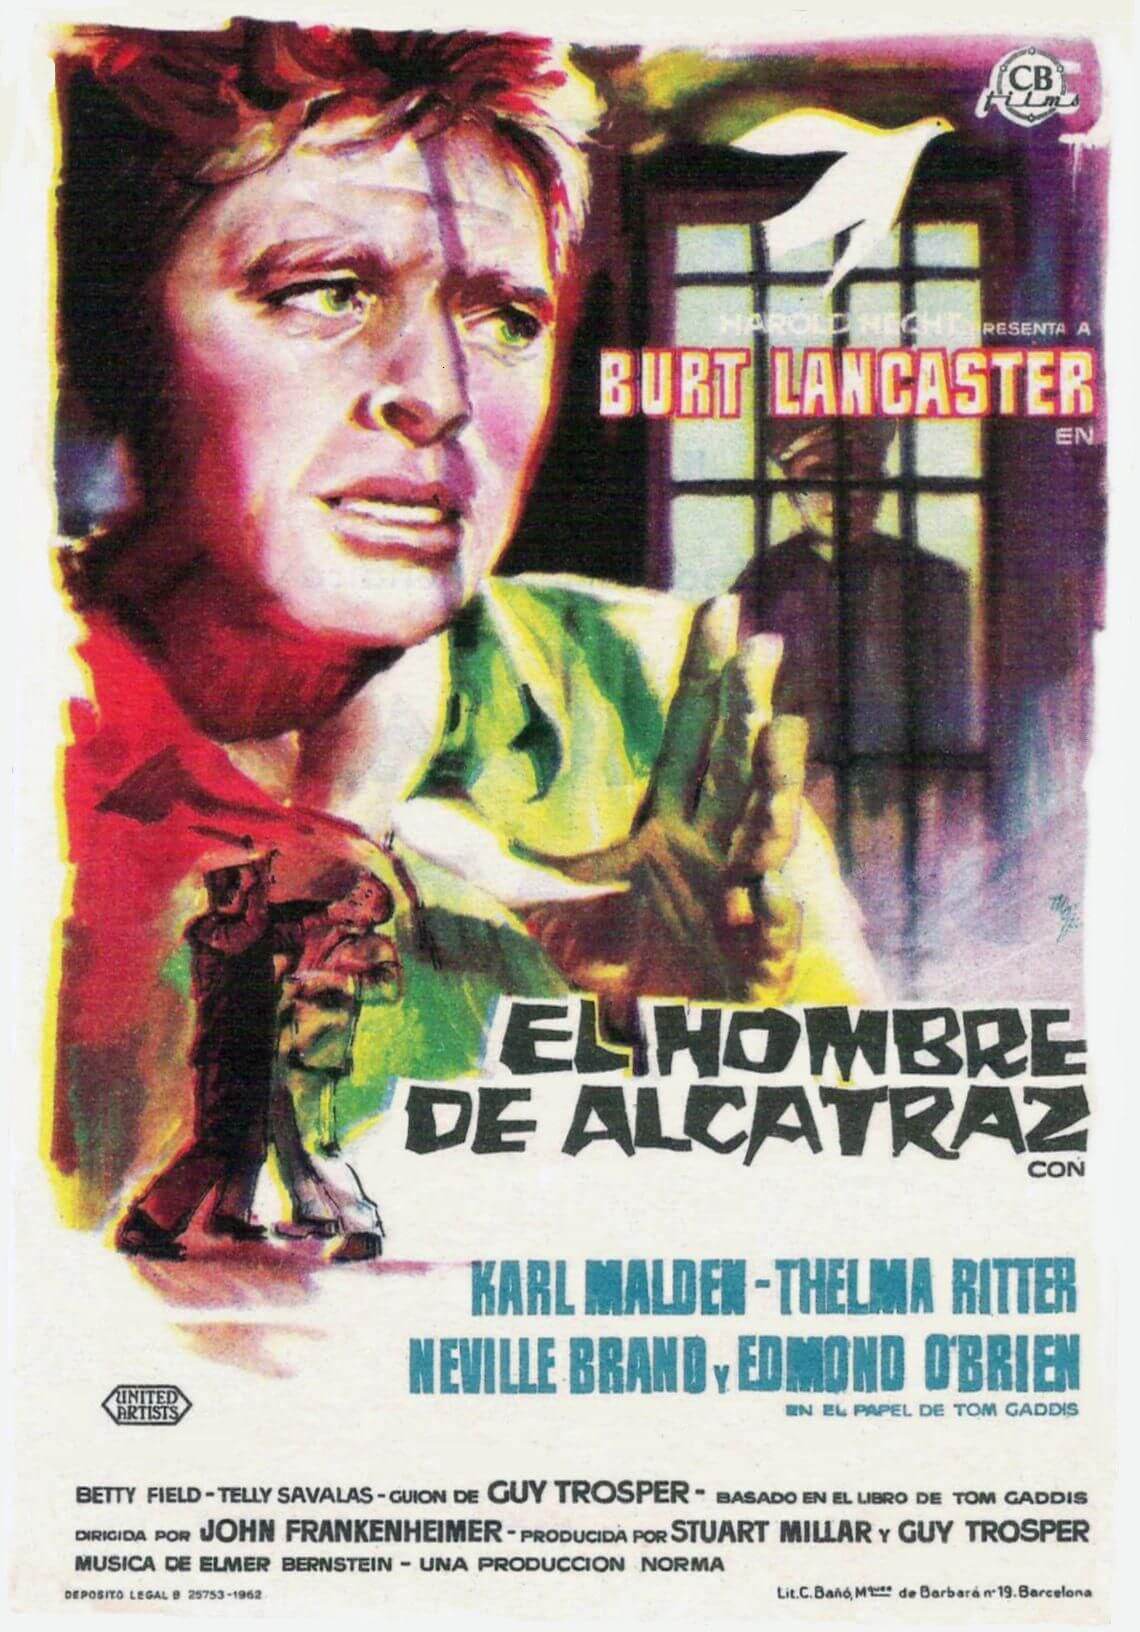 CB
films
HAROLD HECHT PRESENTA A
BURT LANCASTER
EN
EL HOMBRE
DE ALCATRAZ
CON
KARL MALDEN - THELMA RITTER
NEVILLE BRAND Y EDMOND O'BRIEN
EN EL PAPEL DE TOM GADDIS
UNITED
ARTISTS
BETTY FIELD - TELLY SAVALAS - GUION DE GUY TROSPER - BASADO EN EL LIBRO DE TOM GADDIS
DIRIGIDA POR JOHN FRANKENHEIMER - PRODUCIDA POR STUART MILLAR Y GUY TROSPER
MUSICA DE ELMER BERNSTEIN - UNA PRODUCCION NORMA
DEPOSITO LEGAL B 25753-1962
Lit. C. Bañó, Mques de Barbará nº 19. Barcelona